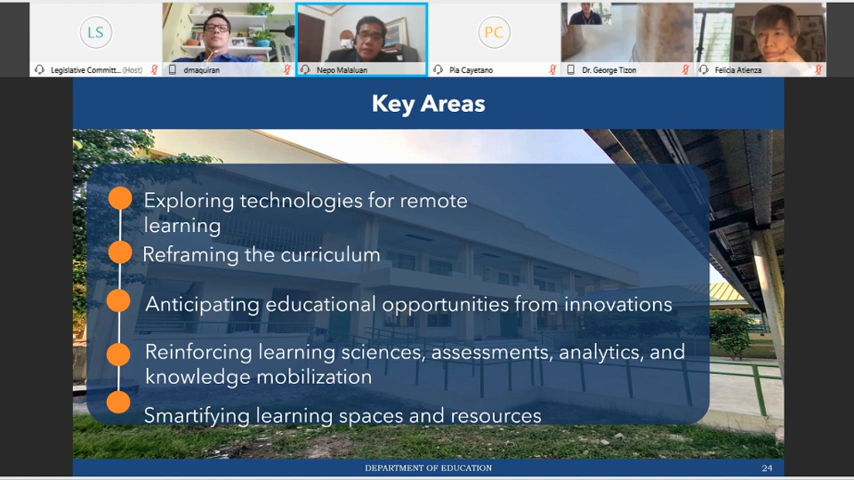 LS
PC
Legislative Committ... (Host)
dmaquiran
Nepo Malaluan
Pia Cayetano
Dr. George Tizon
Felicia Atienza
Key Areas
Exploring technologies for remote
learning
Reframing the curriculum
Anticipating educational opportunities from innovations
Reinforcing learning sciences, assessments, analytics, and
knowledge mobilization
Smartifying learning spaces and resources
DEPARTMENT OF EDUCATION
24